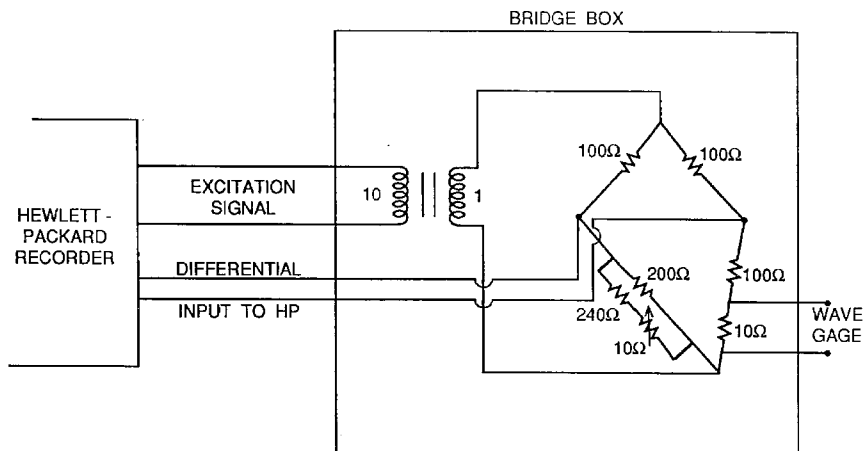 BRIDGE BOX
100Ω
100Ω
EXCITATION
SIGNAL
10
1
HEWLETT -
PACKARD
RECORDER
DIFFERENTIAL
INPUT TO HP
200Ω
100Ω
240Ω
10Ω
10Ω
WAVE
GAGE